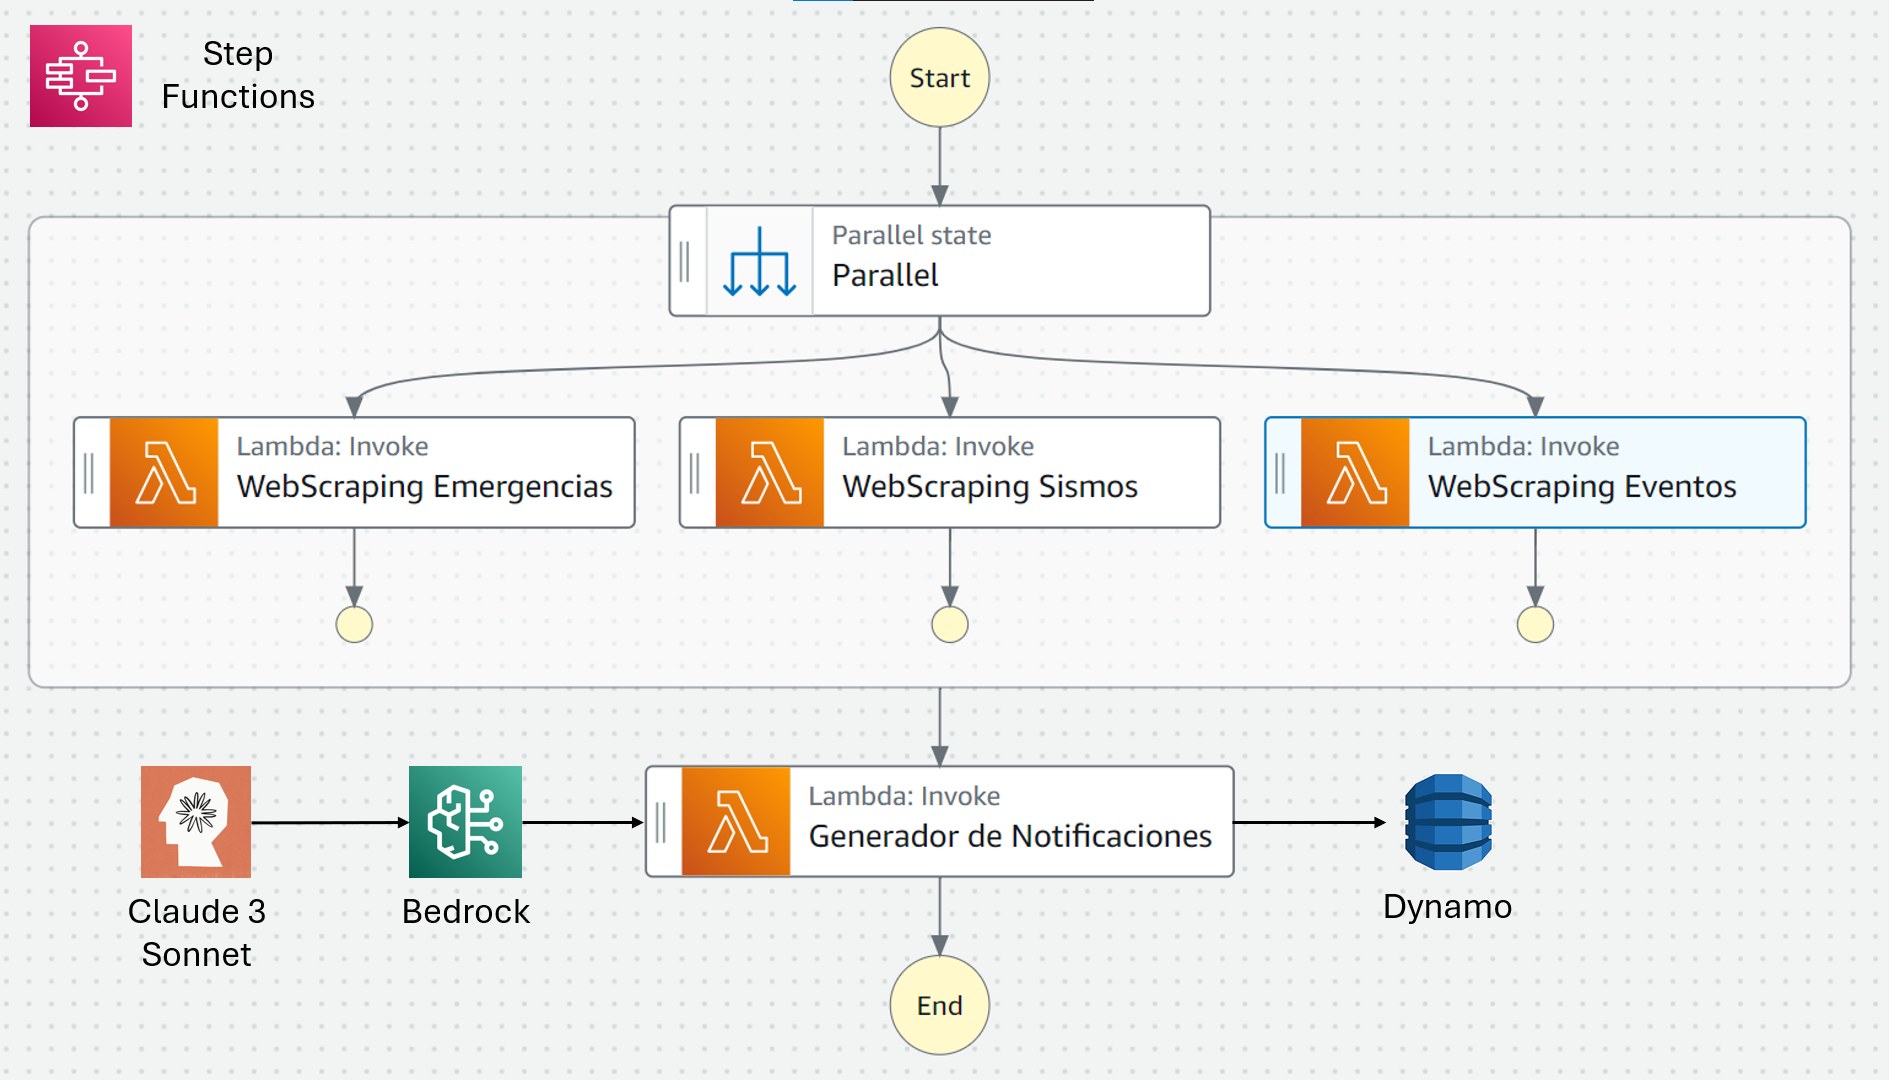 Step
Functions
Start
Parallel state
Parallel
Lambda: Invoke
WebScraping Emergencias
Lambda: Invoke
WebScraping Sismos
Lambda: Invoke
WebScraping Eventos
Lambda: Invoke
Generador de Notificaciones
Claude 3
Sonnet
Bedrock
Dynamo
End